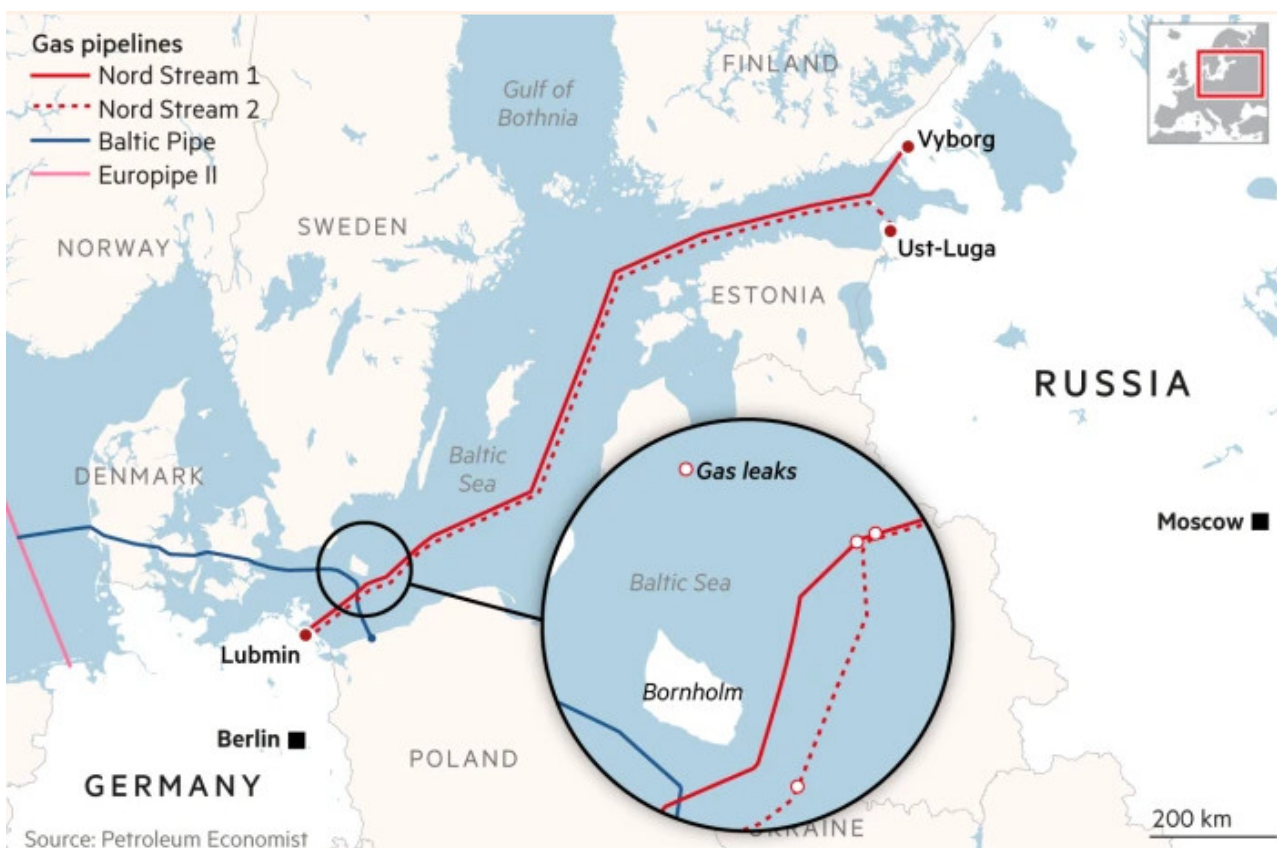 Gas pipelines
Nord Stream 1
Nord Stream 2
Baltic Pipe
Europipe II
FINLAND
Gulf of
Bothnia
Vyborg
SWEDEN
NORWAY
Ust-Luga
ESTONIA
RUSSIA
Baltic
Sea
DENMARK
Gas leaks
Moscow
Baltic Sea
Lubmin
Bornholm
Berlin
POLAND
GERMANY
200 km
UKRAINE
Source: Petroleum Economist